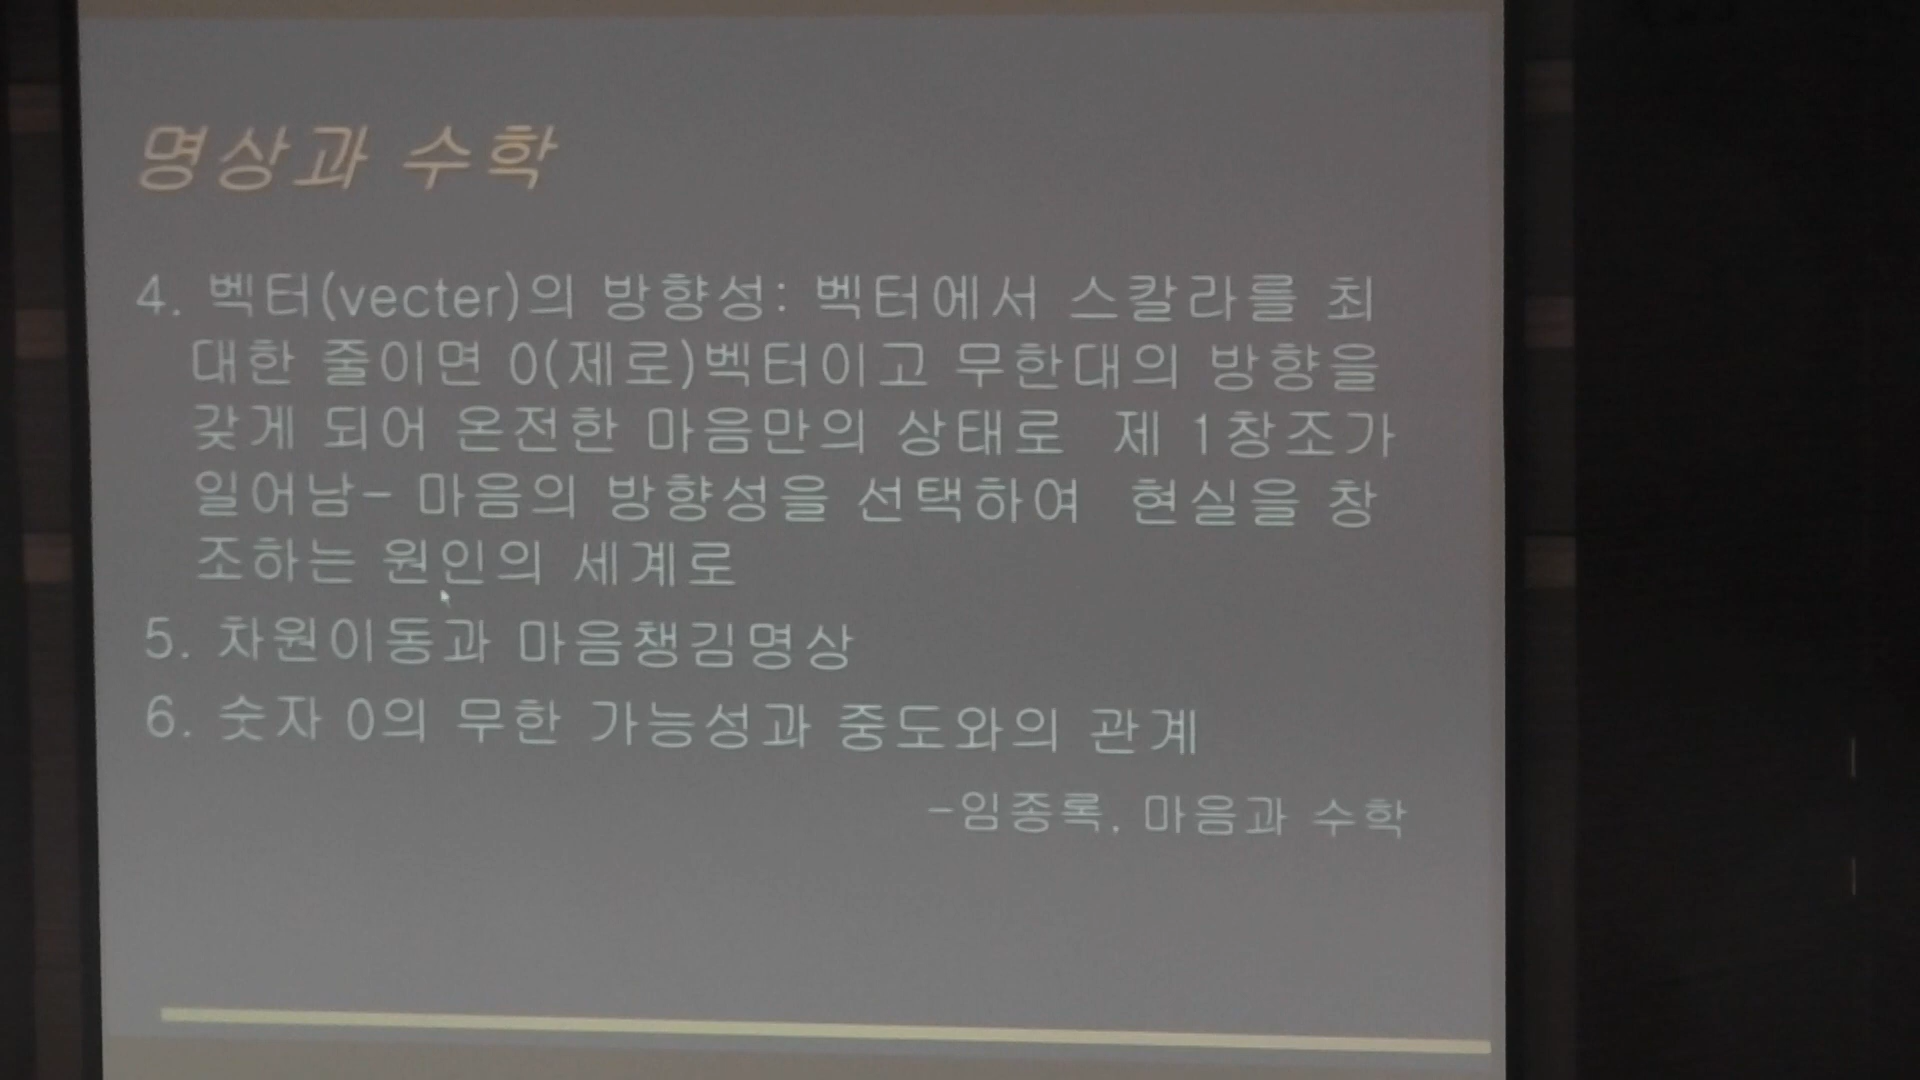 명상과 수학
4. 벡터(vecter)의 방향성: 벡터에서 스칼라를 최
대한 줄이면 0(제로)벡터이고 무한대의 방향을
갖게 되어 온전한 마음만의 상태로 제 1창조가
일어남- 마음의 방향성을 선택하여 현실을 창
조하는 원인의 세계로
5. 차원이동과 마음챙김명상
6. 숫자 0의 무한 가능성과 중도와의 관계
-임종록, 마음과 수학